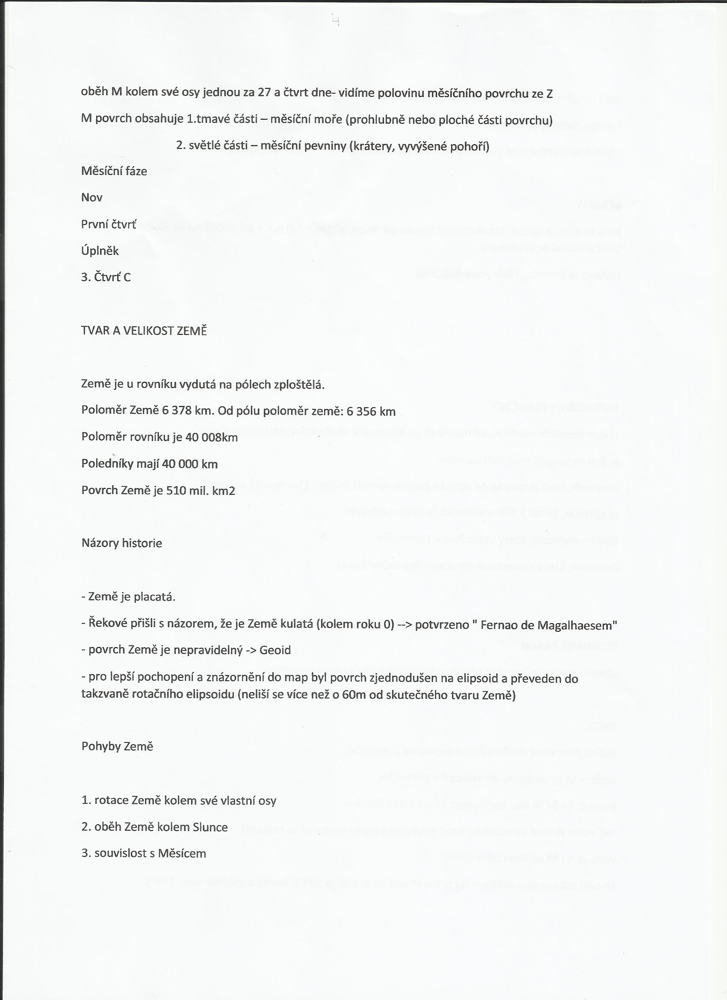 4
oběh M kolem své osy jednou za 27 a čtvrt dne- vidíme polovinu měsíčního povrchu ze Z
M povrch obsahuje 1.tmavé části – měsíční moře (prohlubně nebo ploché části povrchu)
2. světlé části – měsíční pevniny (krátery, vyvýšené pohoří)
Měsíční fáze
Nov
První čtvrť
Úplněk
3. Čtvrť C
TVAR A VELIKOST ZEMĚ
Země je u rovníku vydutá na pólech zploštělá.
Poloměr Země 6 378 km. Od pólu poloměr země: 6 356 km
Poloměr rovníku je 40 008km
Poledníky mají 40 000 km
Povrch Země je 510 mil. km2
Názory historie
- Země je placatá.
- Řekové přišli s názorem, že je Země kulatá (kolem roku 0) --> potvrzeno " Fernao de Magalhaesem"
- povrch Země je nepravidelný -> Geoid
- pro lepší pochopení a znázornění do map byl povrch zjednodušen na elipsoid a převeden do
takzvaně rotačního elipsoidu (neliší se více než o 60m od skutečného tvaru Země)
Pohyby Země
1. rotace Země kolem své vlastní osy
2. oběh Země kolem Slunce
3. souvislost s Měsícem